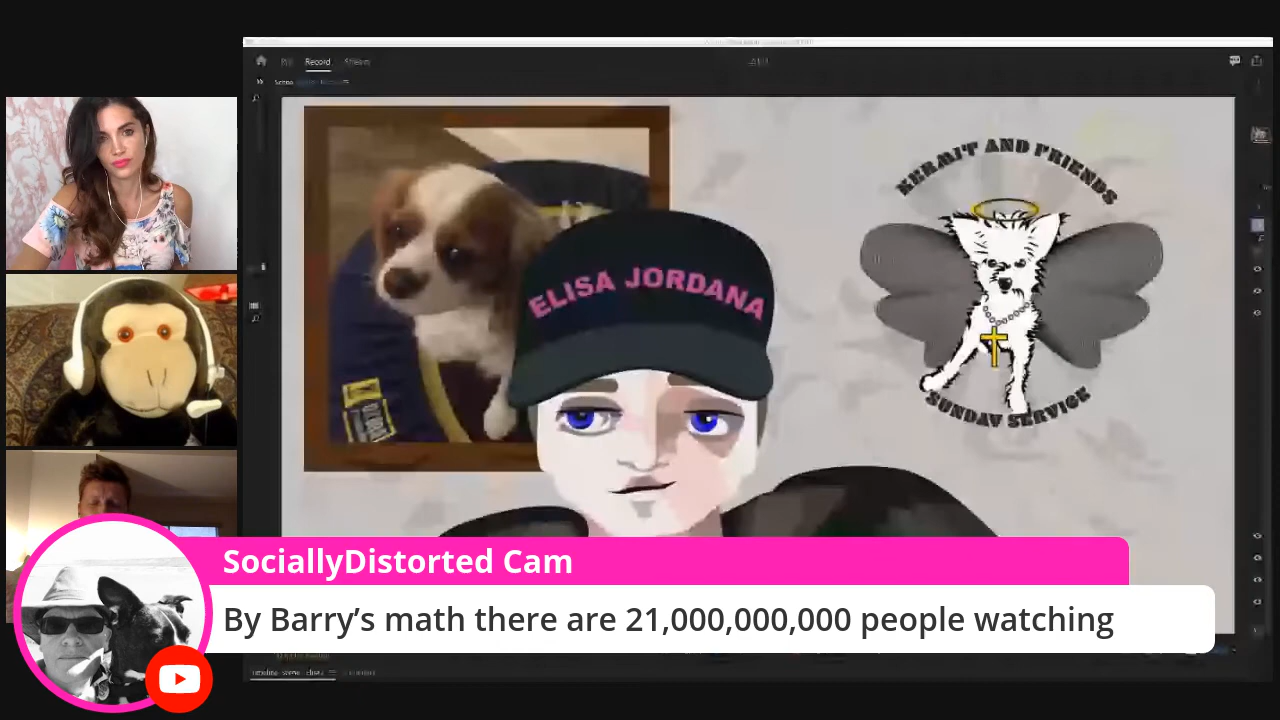 Record
Scene
KERMIT AND FRIENDS
ELISA JORDANA
SUNDAY SERVICE
SociallyDistorted Cam
By Barry’s math there are 21,000,000,000 people watching